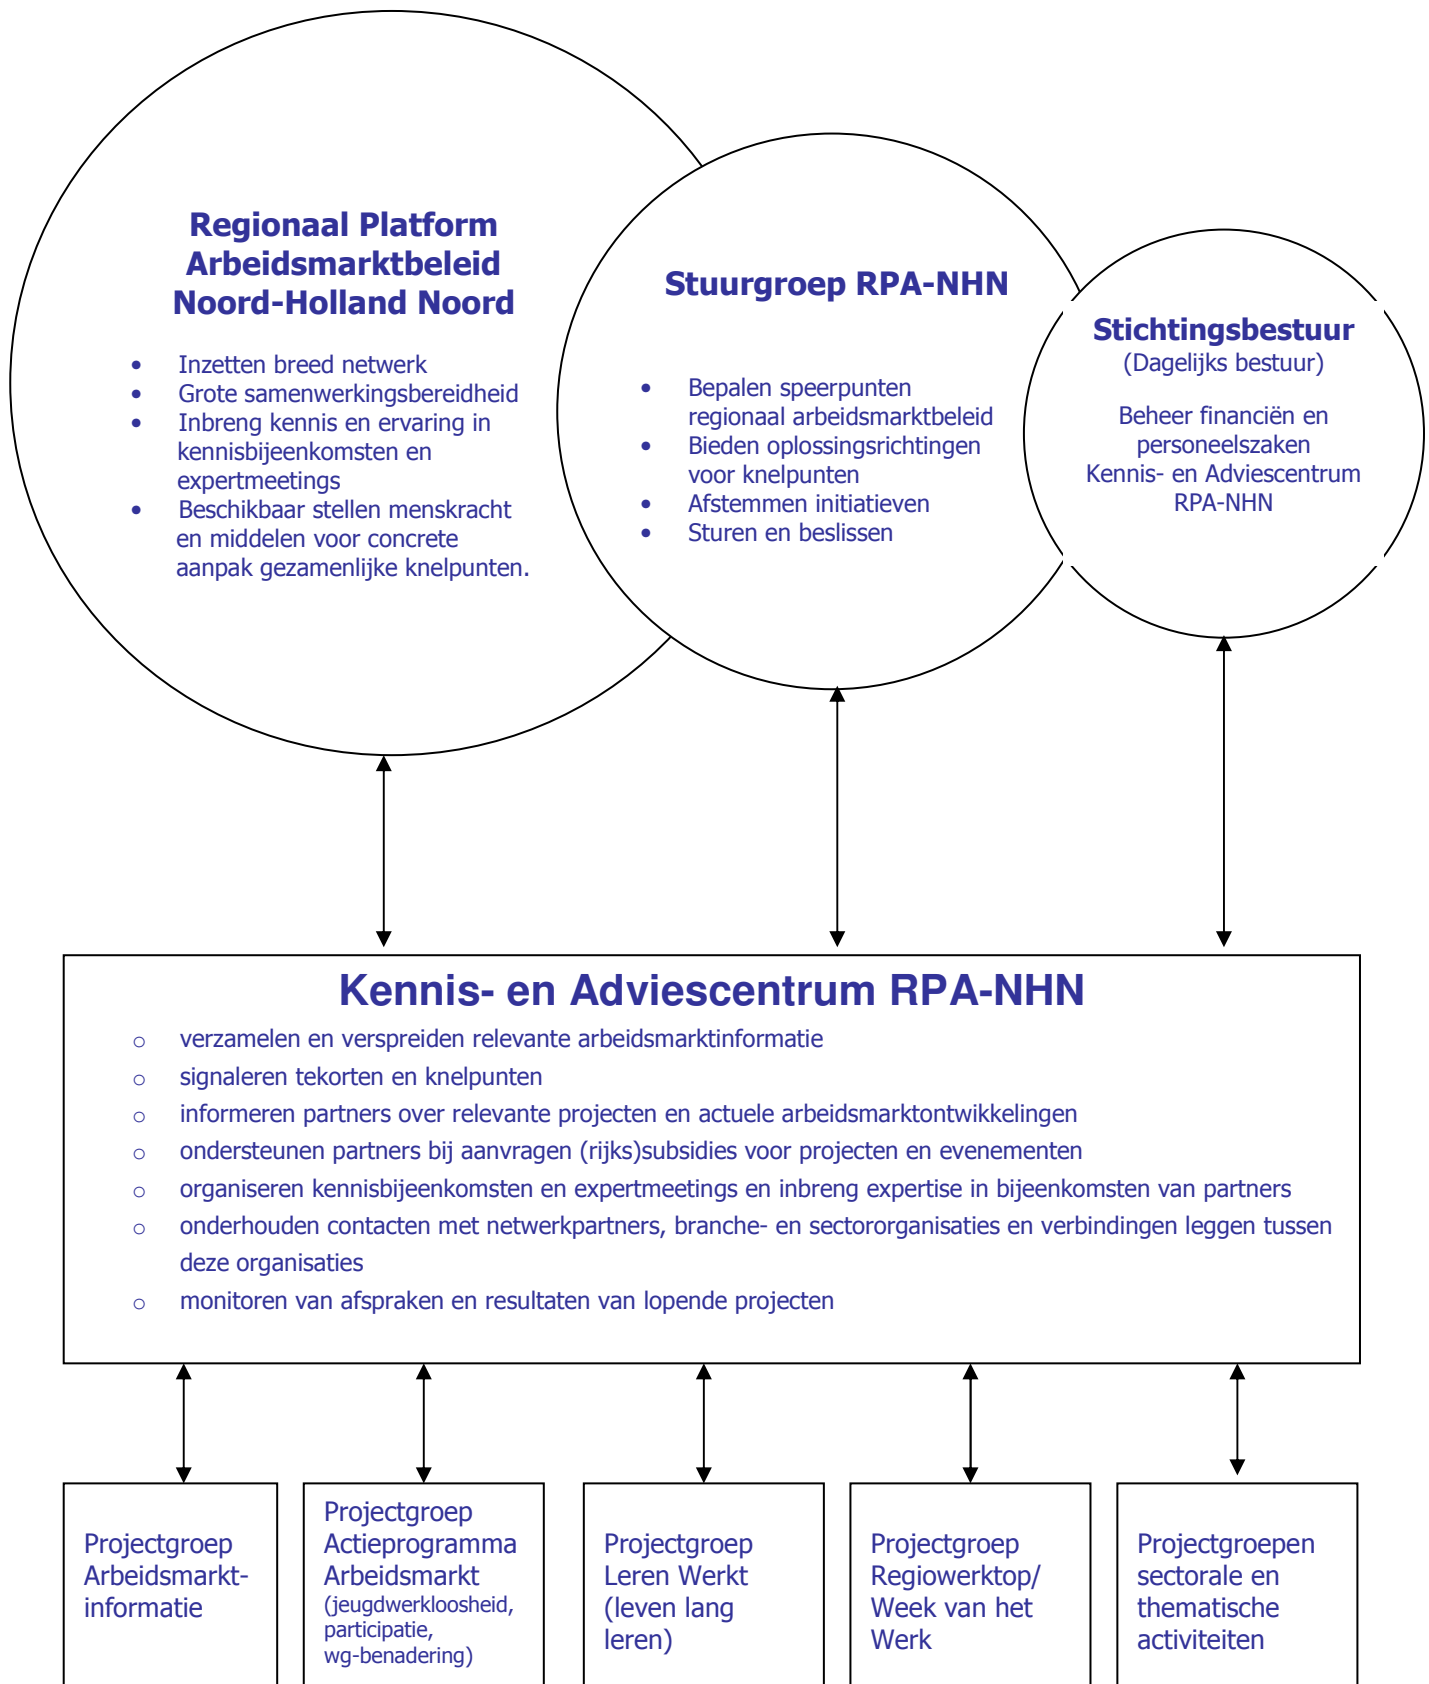 Regionaal Platform
Arbeidsmarktbeleid
Noord-Holland Noord
• Inzetten breed netwerk
• Grote samenwerkingsbereidheid
• Inbreng kennis en ervaring in
kennisbijeenkomsten en
expertmeetings
• Beschikbaar stellen menskracht
en middelen voor concrete
aanpak gezamenlijke knelpunten.
Stuurgroep RPA-NHN
• Bepalen speerpunten
regionaal arbeidsmarktbeleid
• Bieden oplossingsrichtingen
voor knelpunten
• Afstemmen initiatieven
• Sturen en beslissen
Stichtingsbestuur
(Dagelijks bestuur)
Beheer financiën en
personeelszaken
Kennis- en Adviescentrum
RPA-NHN
Kennis- en Adviescentrum RPA-NHN
○ verzamelen en verspreiden relevante arbeidsmarktinformatie
○ signaleren tekorten en knelpunten
○ informeren partners over relevante projecten en actuele arbeidsmarktontwikkelingen
○ ondersteunen partners bij aanvragen (rijks)subsidies voor projecten en evenementen
○ organiseren kennisbijeenkomsten en expertmeetings en inbreng expertise in bijeenkomsten van partners
○ onderhouden contacten met netwerkpartners, branche- en sectororganisaties en verbindingen leggen tussen
deze organisaties
○ monitoren van afspraken en resultaten van lopende projecten
Projectgroep
Arbeidsmarkt-
informatie
Projectgroep
Actieprogramma
Arbeidsmarkt
(jeugdwerkloosheid,
participatie,
wg-benadering)
Projectgroep
Leren Werkt
(leven lang
leren)
Projectgroep
Regiowerktop/
Week van het
Werk
Projectgroepen
sectorale en
thematische
activiteiten